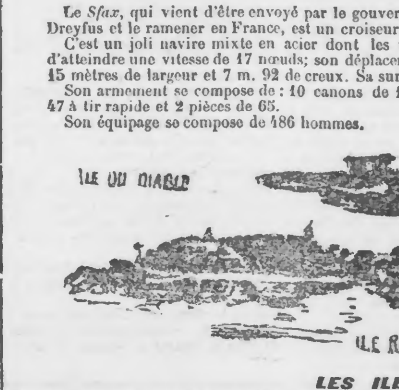 Le Sfax, qui vient d'être envoyé par le gouver
Dreyfus et le ramener en France, est un croiseur
C'est un joli navire mixte en acier dont les
d'atteindre une vitesse de 17 nœuds; son déplacem
15 mètres de largeur et 7 m. 92 de creux. Sa sur
Son armement se compose de : 10 canons de 1
47 à tir rapide et 2 pièces de 65.
Son équipage se compose de 486 hommes.
ILE DU DIABLE
ILE R
LES ILE